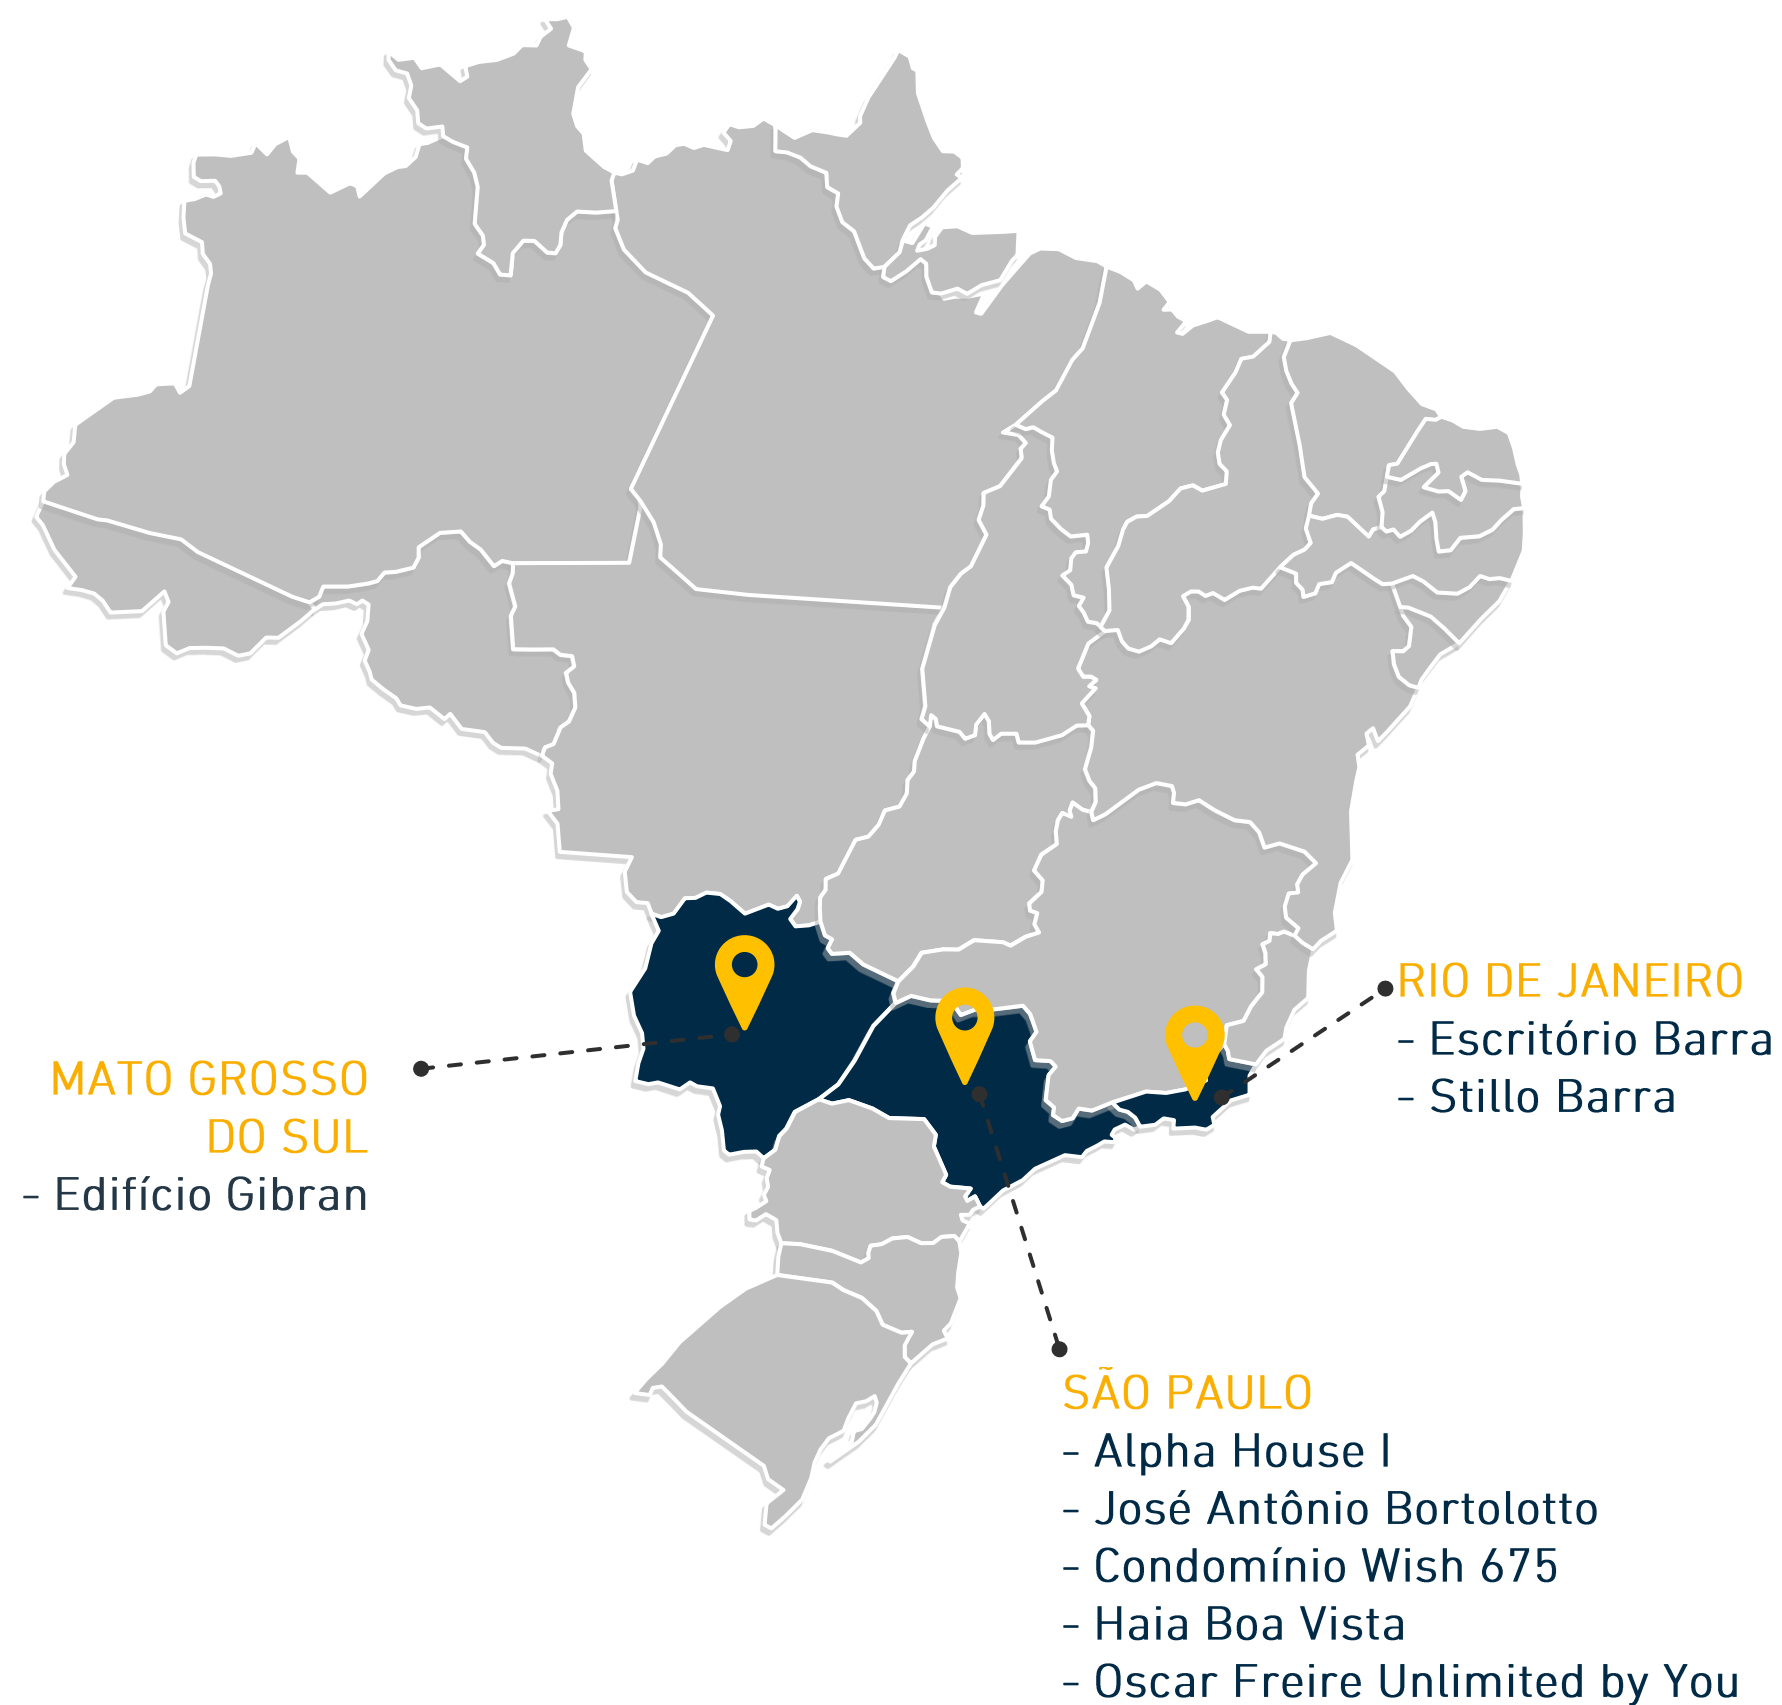 RIO DE JANEIRO
- Escritório Barra
- Stillo Barra
MATO GROSSO
DO SUL
- Edifício Gibran
SÃO PAULO
- Alpha House I
- José Antônio Bortolotto
- Condomínio Wish 675
- Haia Boa Vista
- Oscar Freire Unlimited by You